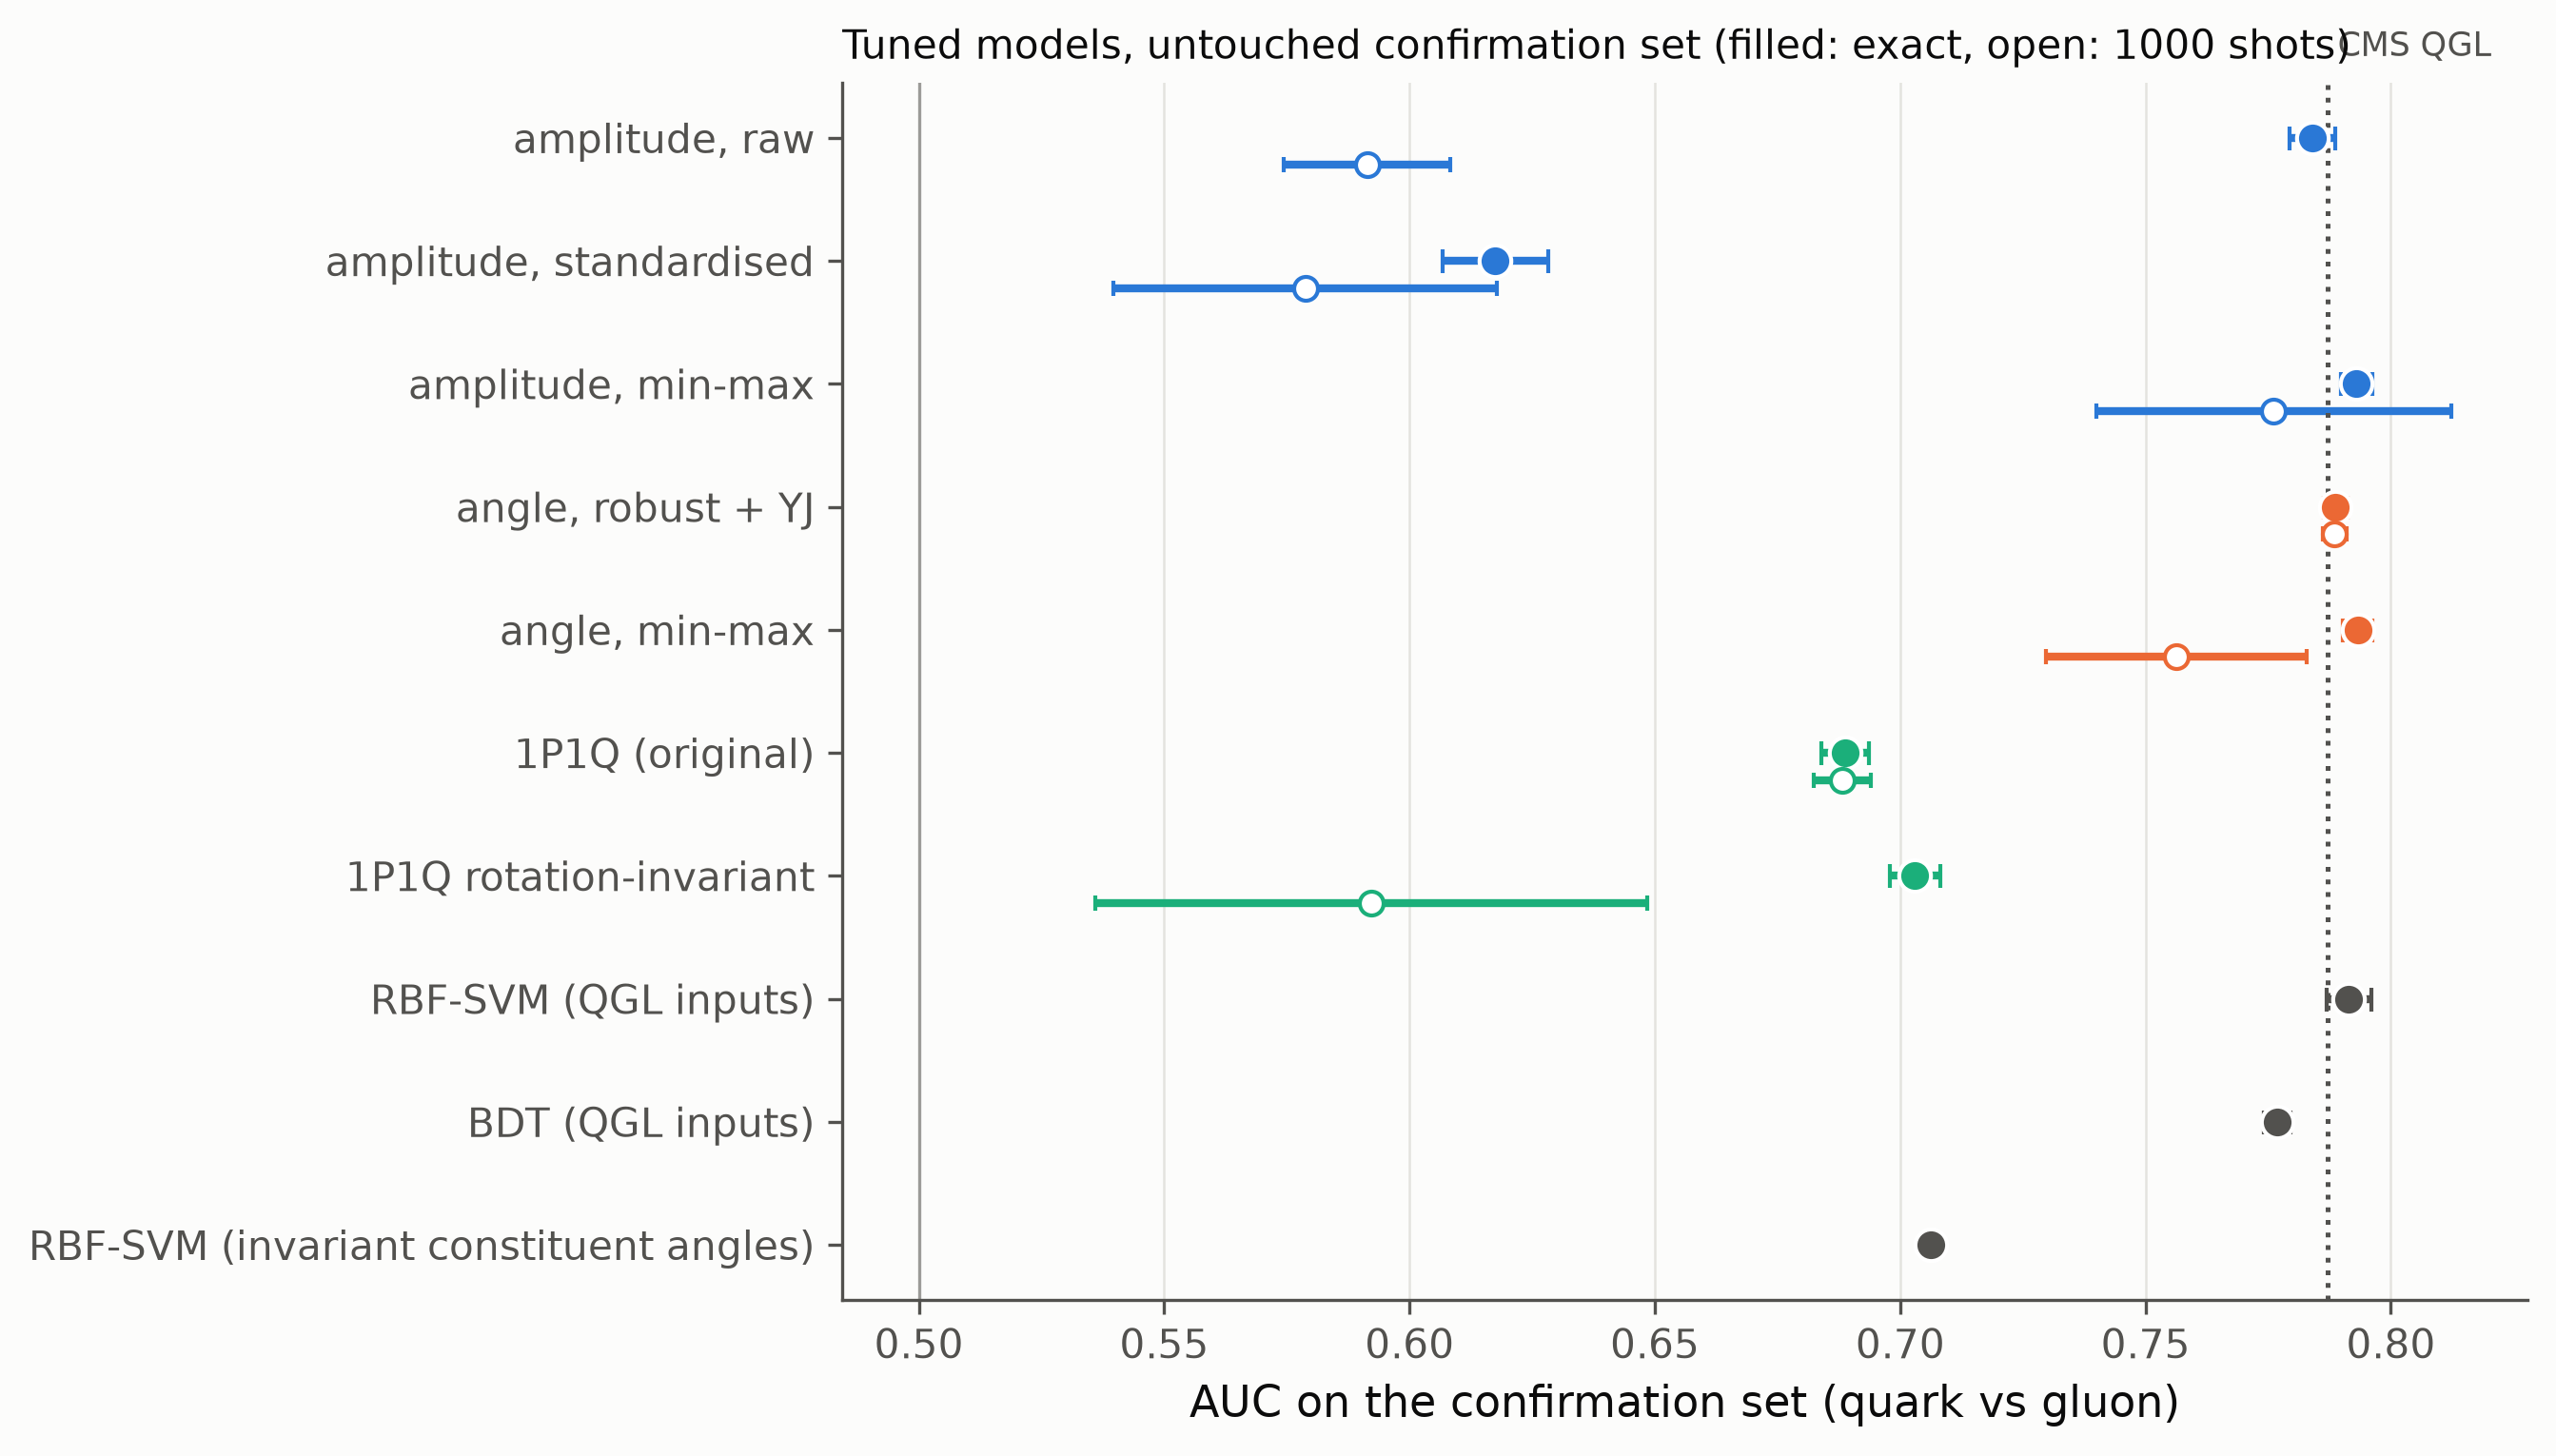 Tuned models, untouched confirmation set (filled: exact, open: 1000 shots)
CMS QGL
amplitude, raw
amplitude, standardised
amplitude, min-max
angle, robust + YJ
angle, min-max
1P1Q (original)
1P1Q rotation-invariant
RBF-SVM (QGL inputs)
BDT (QGL inputs)
RBF-SVM (invariant constituent angles)
0.50 0.55 0.60 0.65 0.70 0.75 0.80
AUC on the confirmation set (quark vs gluon)